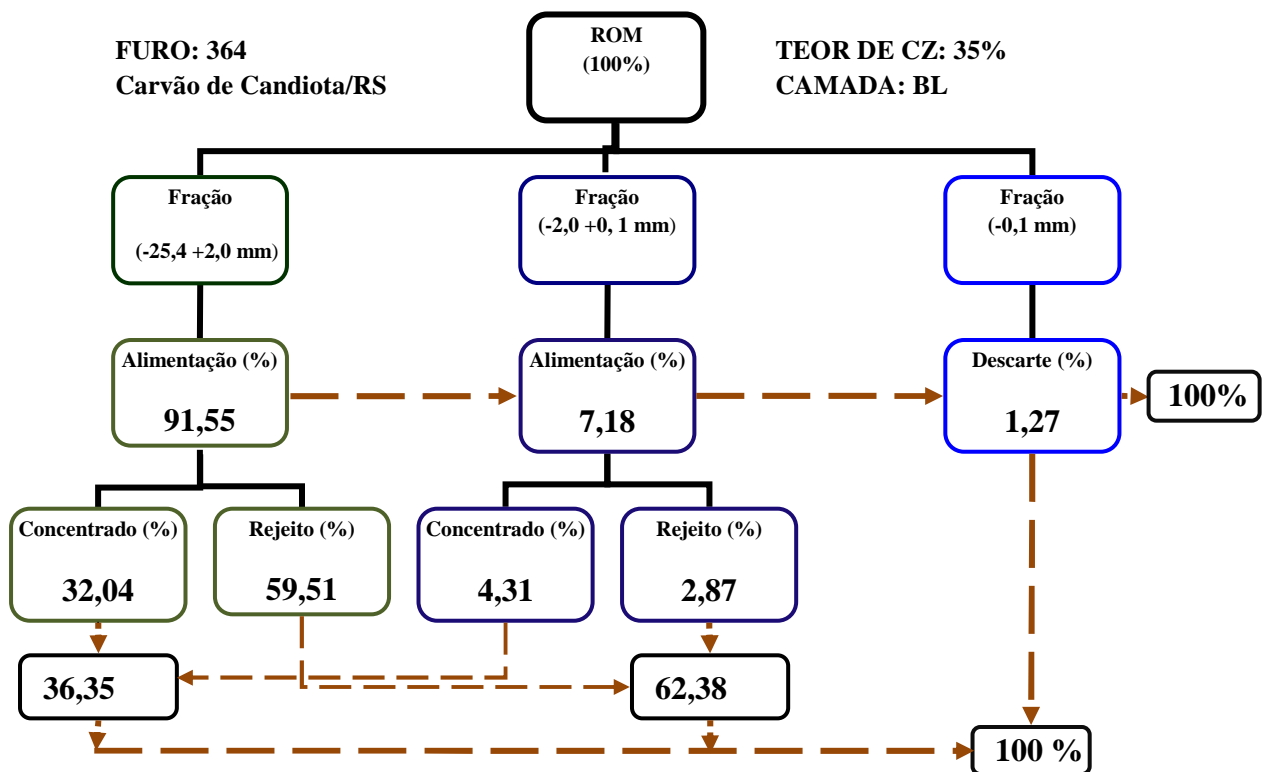 FURO: 364
Carvão de Candiota/RS
ROM
(100%)
TEOR DE CZ: 35%
CAMADA: BL
Fração
(-25,4 +2,0 mm)
Fração
(-2,0 +0, 1 mm)
Fração
(-0,1 mm)
Alimentação (%)
91,55
Alimentação (%)
7,18
Descarte (%)
1,27
100%
Concentrado (%)
32,04
Rejeito (%)
59,51
Concentrado (%)
4,31
Rejeito (%)
2,87
36,35
62,38
100 %